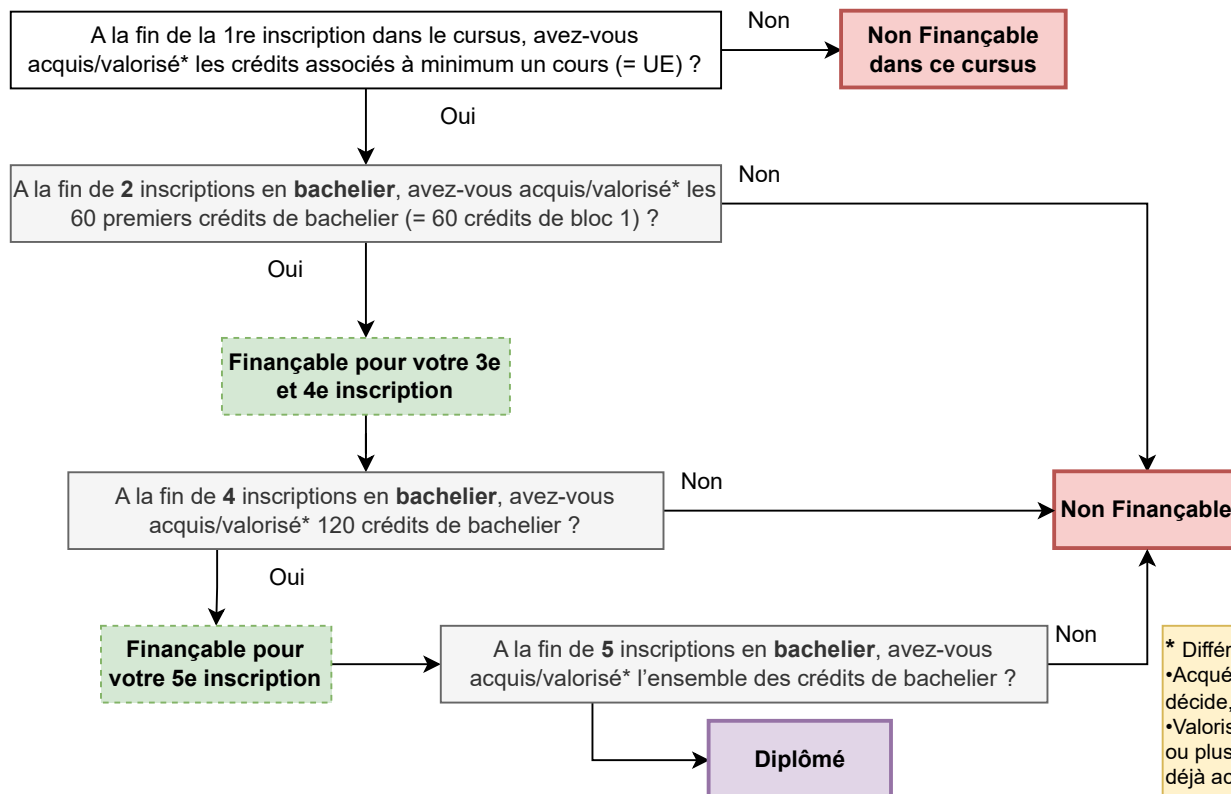 A la fin de la 1re inscription dans le cursus, avez-vous
acquis/valorisé* les crédits associés à minimum un cours (= UE) ?
Non
Non Finançable
dans ce cursus
Oui
A la fin de 2 inscriptions en bachelier, avez-vous acquis/valorisé* les
60 premiers crédits de bachelier (= 60 crédits de bloc 1) ?
Non
Oui
Finançable pour votre 3e
et 4e inscription
A la fin de 4 inscriptions en bachelier, avez-vous
acquis/valorisé* 120 crédits de bachelier ?
Non
Non Finançable
Oui
Finançable pour
votre 5e inscription
A la fin de 5 inscriptions en bachelier, avez-vous
acquis/valorisé* l’ensemble des crédits de bachelier ?
Non
Diplômé
*
décide,
ou plus
déjà